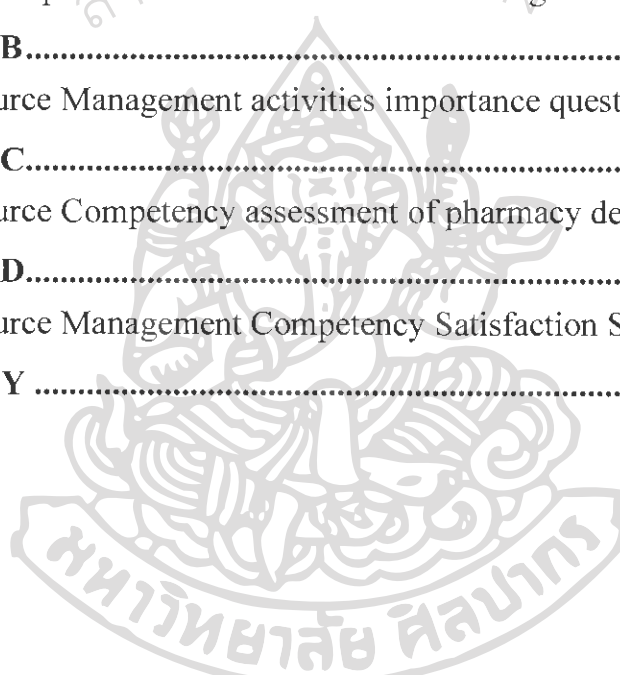 B....................................................................
urce Management activities importance quest
C....................................................................
urce Competency assessment of pharmacy de
D....................................................................
urce Management Competency Satisfaction S
Y ...................................................................
มหาวิทยาลัย ศิลปากร